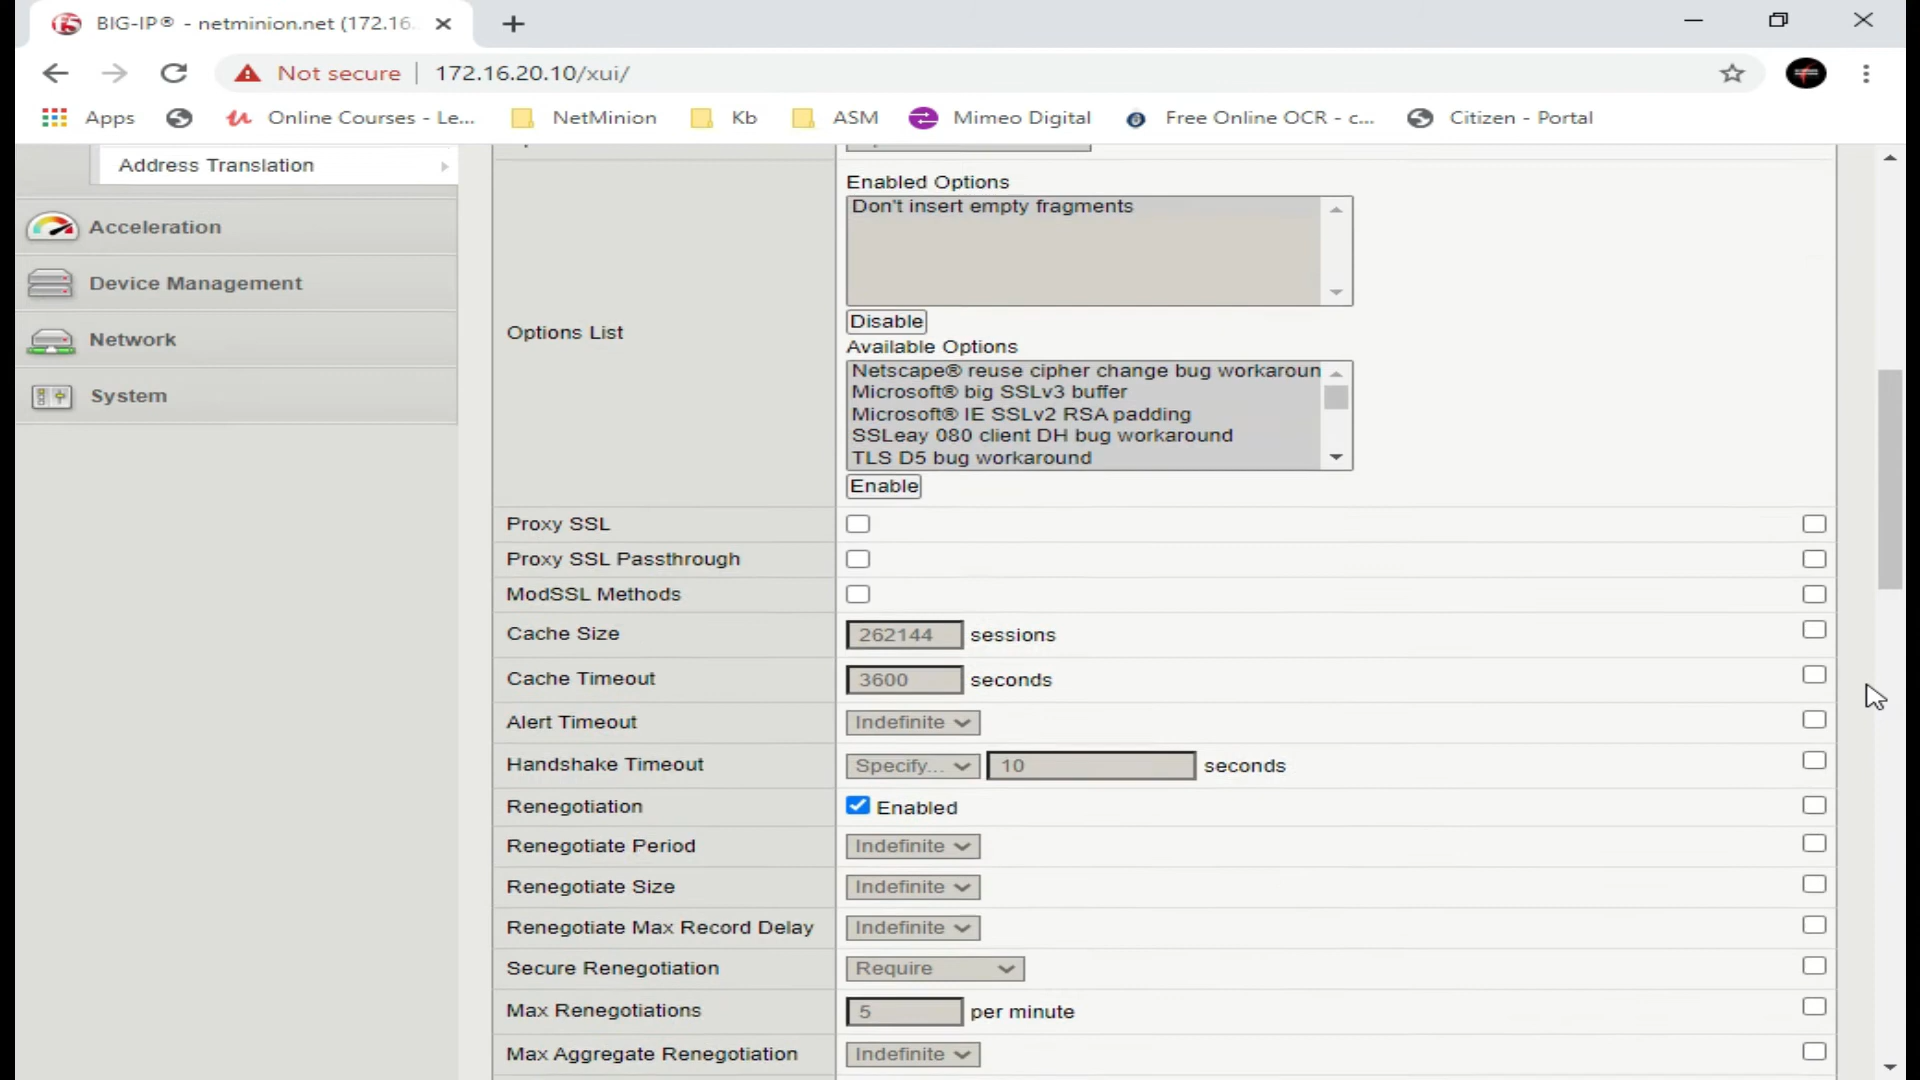 BIG-IP® - netminion.net (172.16.
Not secure
172.16.20.10/xui/
Apps
Online Courses - Le...
NetMinion
Kb
ASM
Mimeo Digital
Free Online OCR - c...
Citizen - Portal
Address Translation
Acceleration
Device Management
Network
System
Options List
Enabled Options
Don't insert empty fragments
Disable
Available Options
Netscape® reuse cipher change bug workaroun
Microsoft® big SSLv3 buffer
Microsoft® IE SSLv2 RSA padding
SSLeay 080 client DH bug workaround
TLS D5 bug workaround
Enable
Proxy SSL
Proxy SSL Passthrough
ModSSL Methods
Cache Size 262144 sessions
Cache Timeout 3600 seconds
Alert Timeout Indefinite
Handshake Timeout Specify... 10 seconds
Renegotiation Enabled
Renegotiate Period Indefinite
Renegotiate Size Indefinite
Renegotiate Max Record Delay Indefinite
Secure Renegotiation Require
Max Renegotiations 5 per minute
Max Aggregate Renegotiation Indefinite